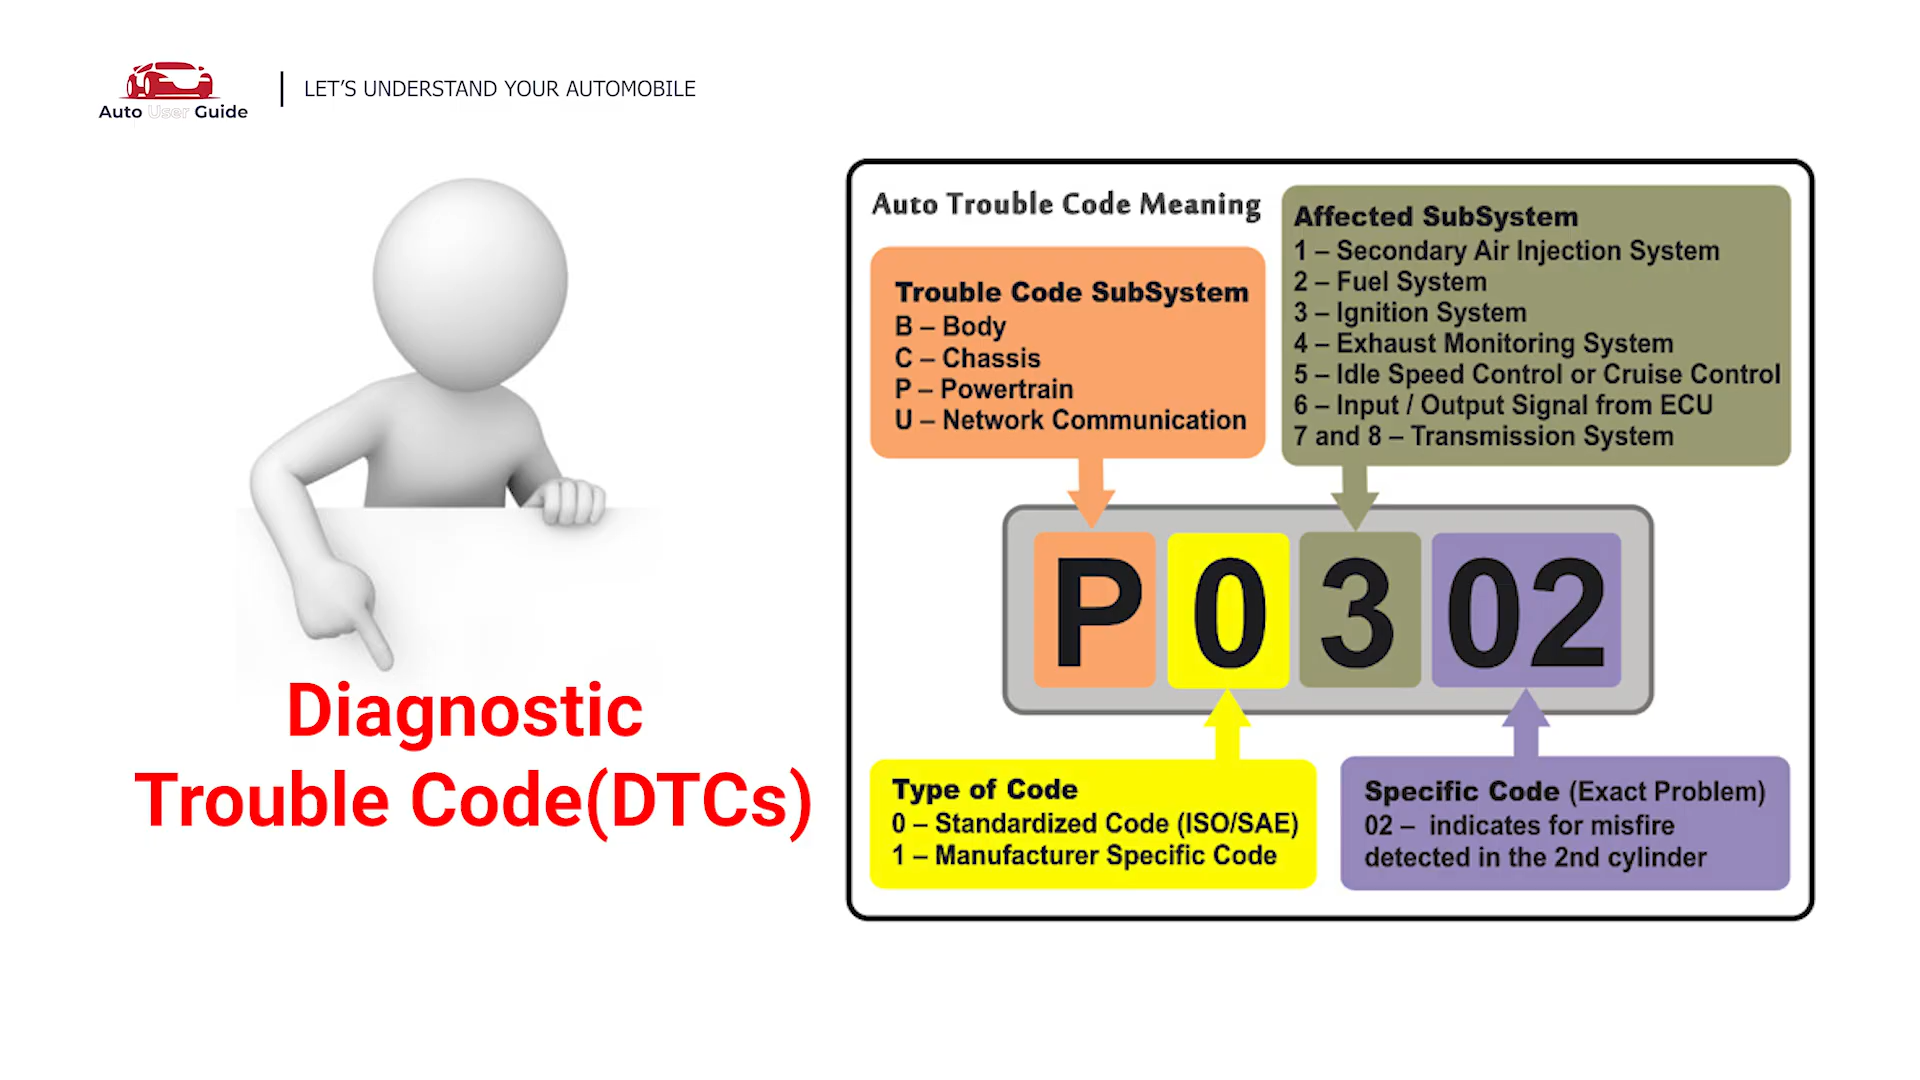 Auto User Guide
LET'S UNDERSTAND YOUR AUTOMOBILE
Diagnostic
Trouble Code(DTCs)
Auto Trouble Code Meaning
Trouble Code SubSystem
B – Body
C – Chassis
P – Powertrain
U – Network Communication
Affected SubSystem
1 – Secondary Air Injection System
2 – Fuel System
3 – Ignition System
4 – Exhaust Monitoring System
5 – Idle Speed Control or Cruise Control
6 – Input / Output Signal from ECU
7 and 8 – Transmission System
P 0 3 02
Type of Code
0 – Standardized Code (ISO/SAE)
1 – Manufacturer Specific Code
Specific Code (Exact Problem)
02 – indicates for misfire
detected in the 2nd cylinder